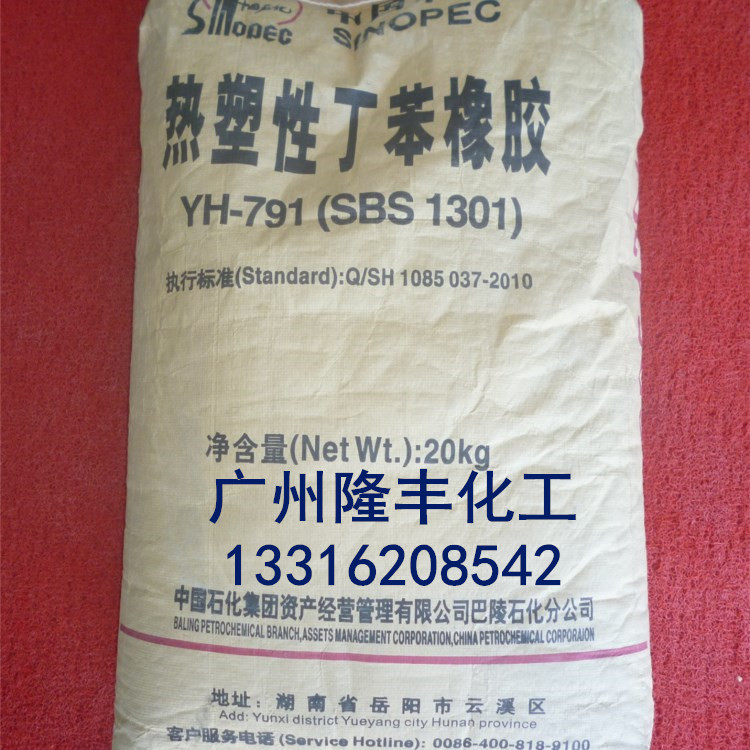 SINOPEC
SINOPEC
热塑性丁苯橡胶
YH-791 (SBS 1301)
执行标准(Standard):Q/SH 1085 037-2010
净含量(Net Wt.):20kg
广州隆丰化工
13316208542
中国石化集团资产经营管理有限公司巴陵石化分公司
BALING PETROCHEMICAL BRANCH,ASSETS MANAGEMENT CORPORATION,CHINA PETROCHEMICAL CORPORAION
地址：湖南省岳阳市云溪区
Add: Yunxi district Yueyang city Hunan province
客户服务电话(Service Hotline): 0086-400-818-9100